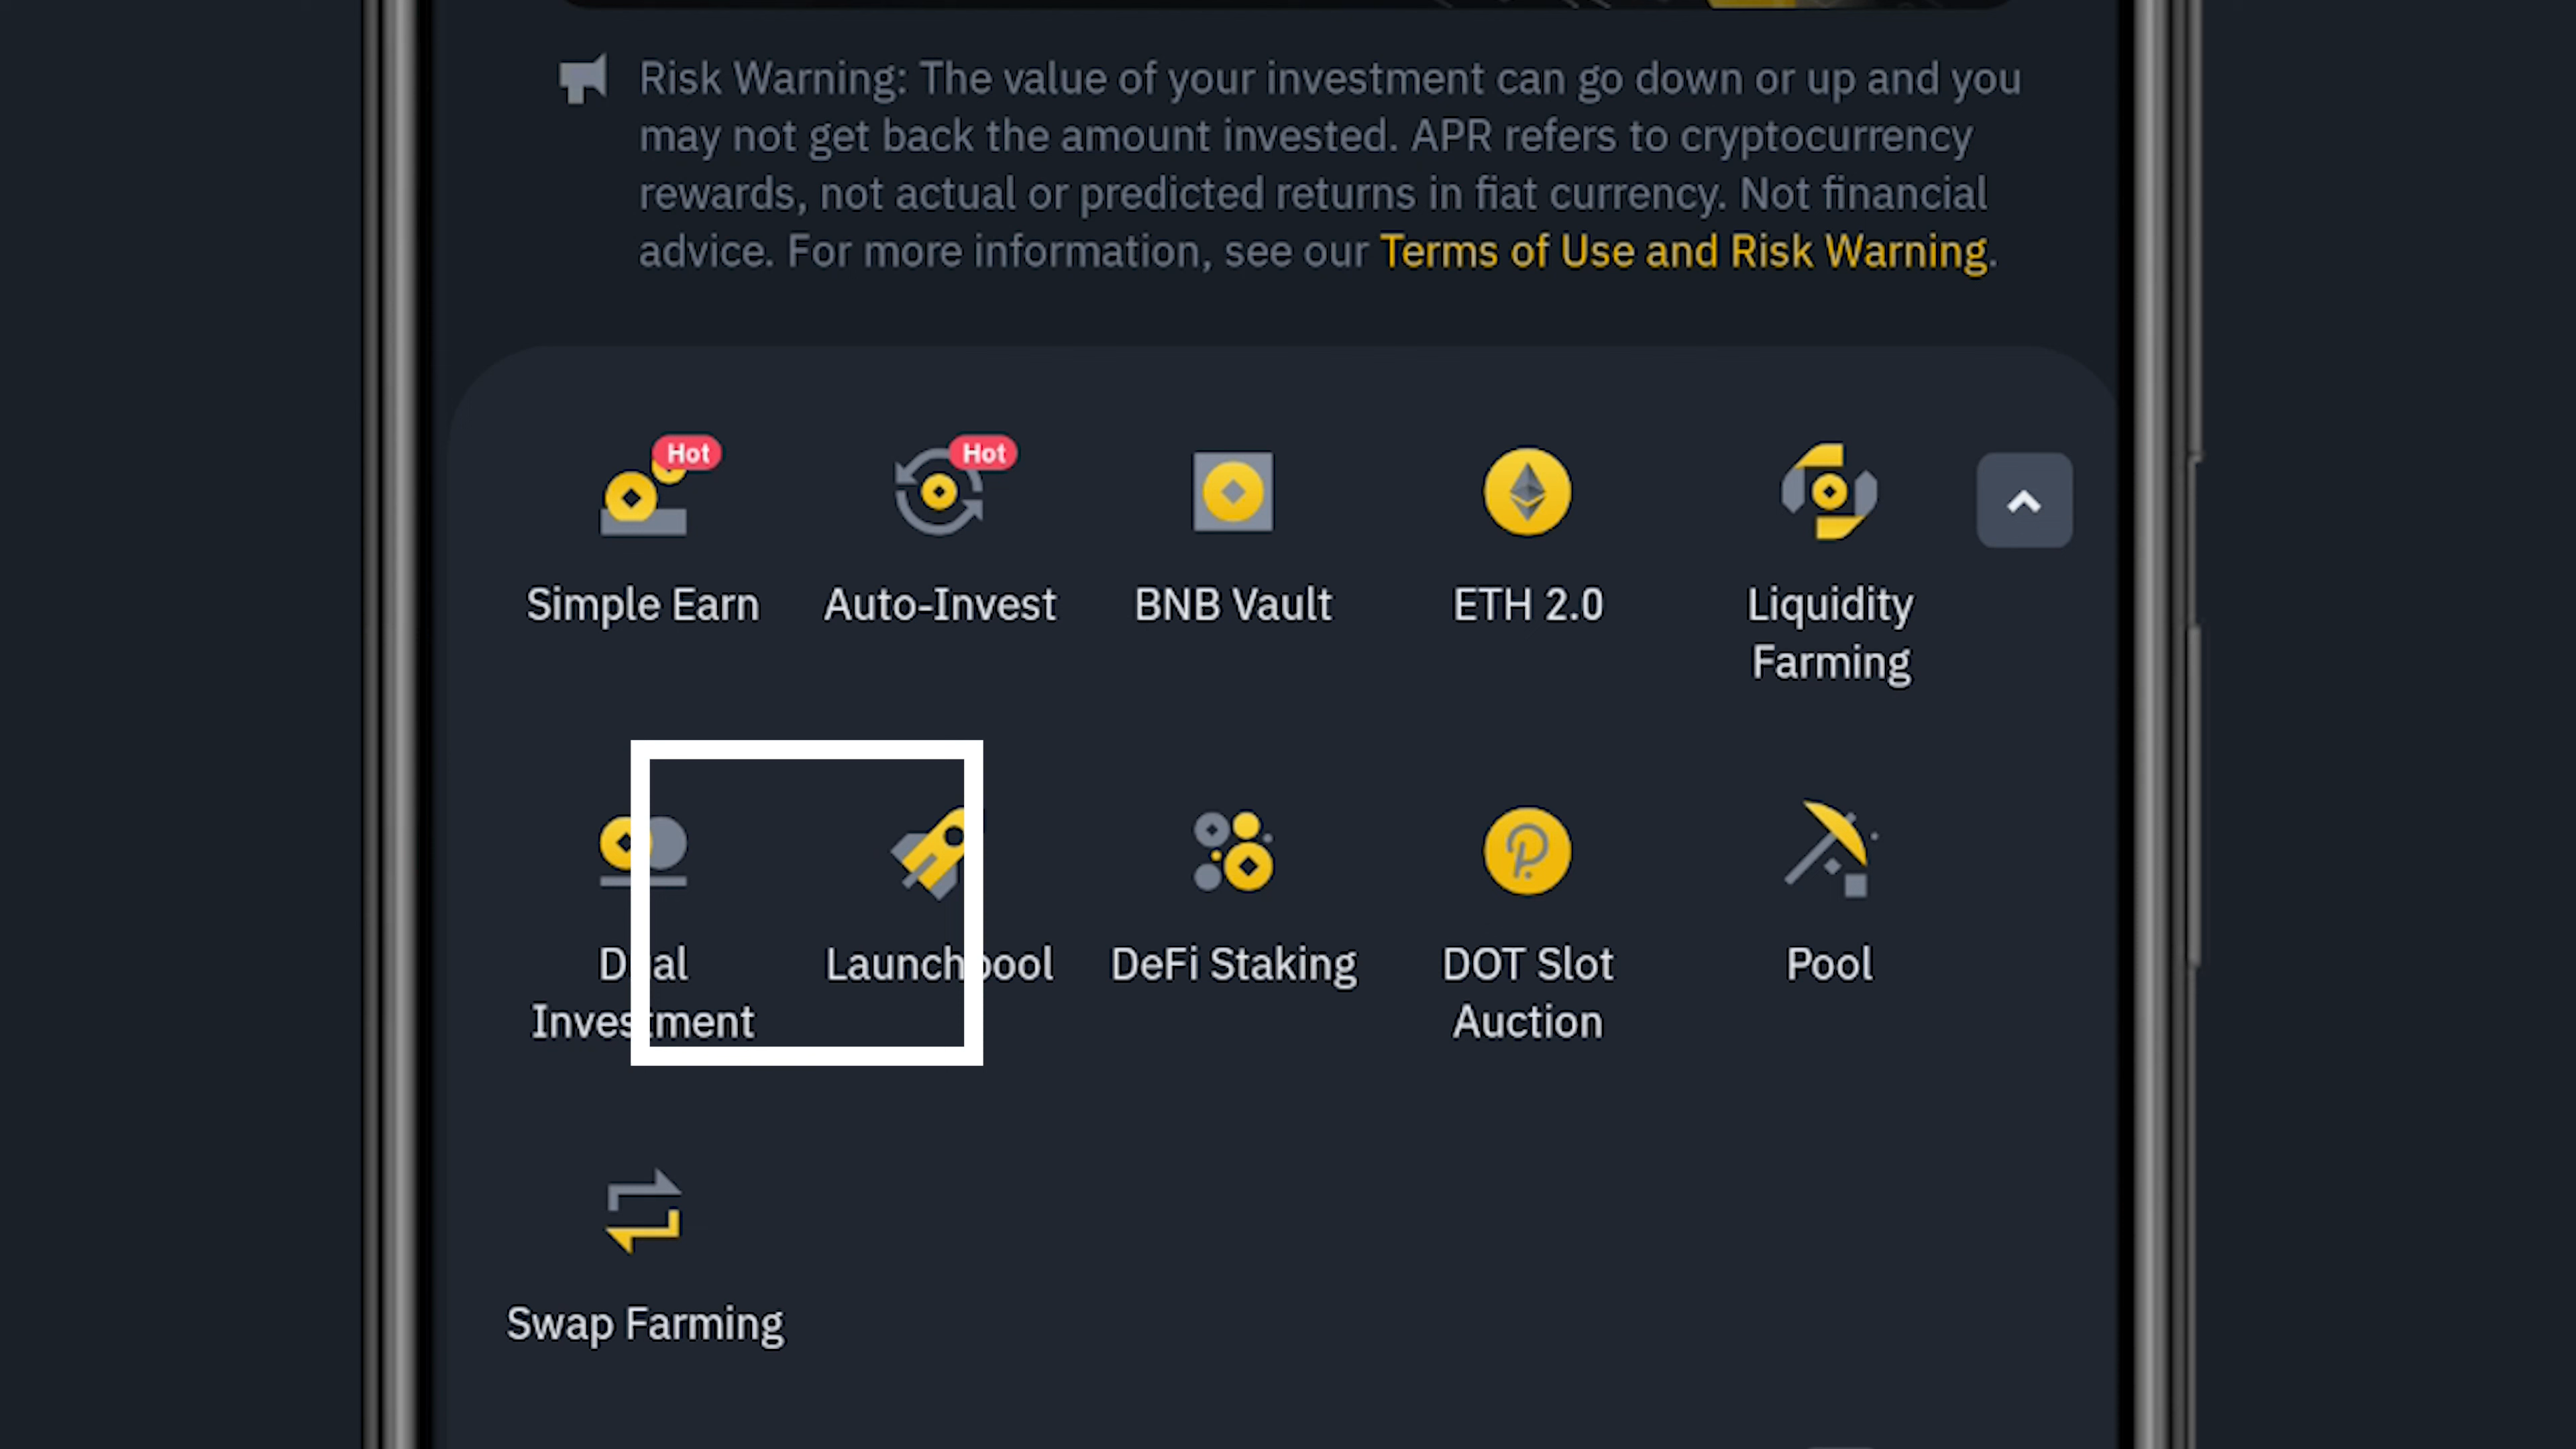 Risk Warning: The value of your investment can go down or up and you
may not get back the amount invested. APR refers to cryptocurrency
rewards, not actual or predicted returns in fiat currency. Not financial
advice. For more information, see our Terms of Use and Risk Warning.
Hot
Hot
Simple Earn
Auto-Invest
BNB Vault
ETH 2.0
Liquidity
Farming
Dual
Investment
Launchpool
DeFi Staking
DOT Slot
Auction
Pool
Swap Farming